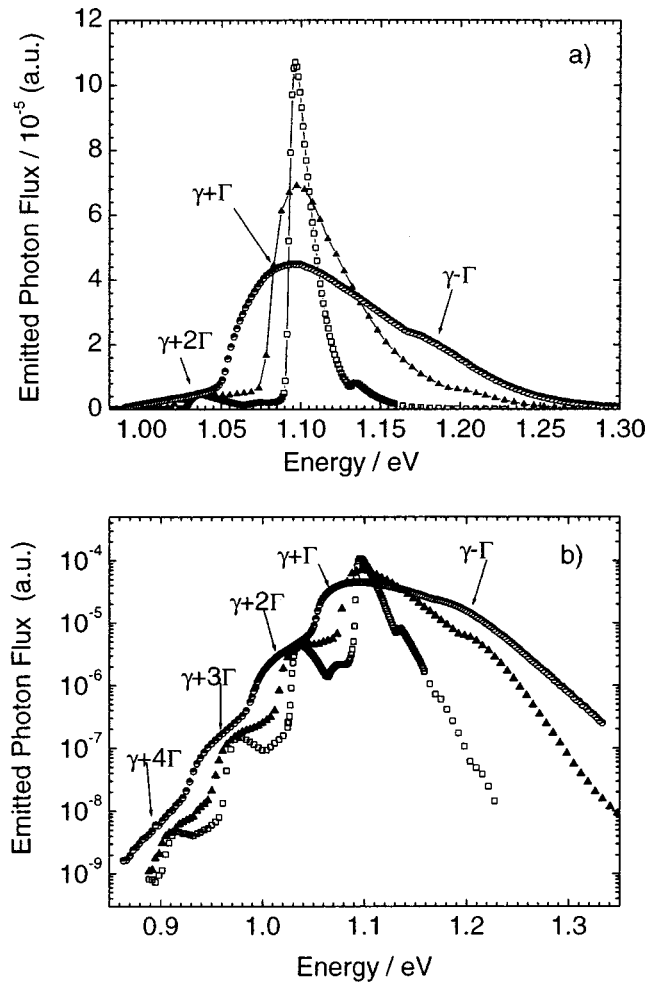 12
10
8
6
4
2
0
Emitted Photon Flux / 10⁻⁵ (a.u.)
a)
γ+Γ
γ-Γ
γ+2Γ
1.00 1.05 1.10 1.15 1.20 1.25 1.30
Energy / eV
10⁻⁴
10⁻⁵
10⁻⁶
10⁻⁷
10⁻⁸
10⁻⁹
Emitted Photon Flux (a.u.)
b)
γ+Γ
γ-Γ
γ+2Γ
γ+3Γ
γ+4Γ
0.9 1.0 1.1 1.2 1.3
Energy / eV